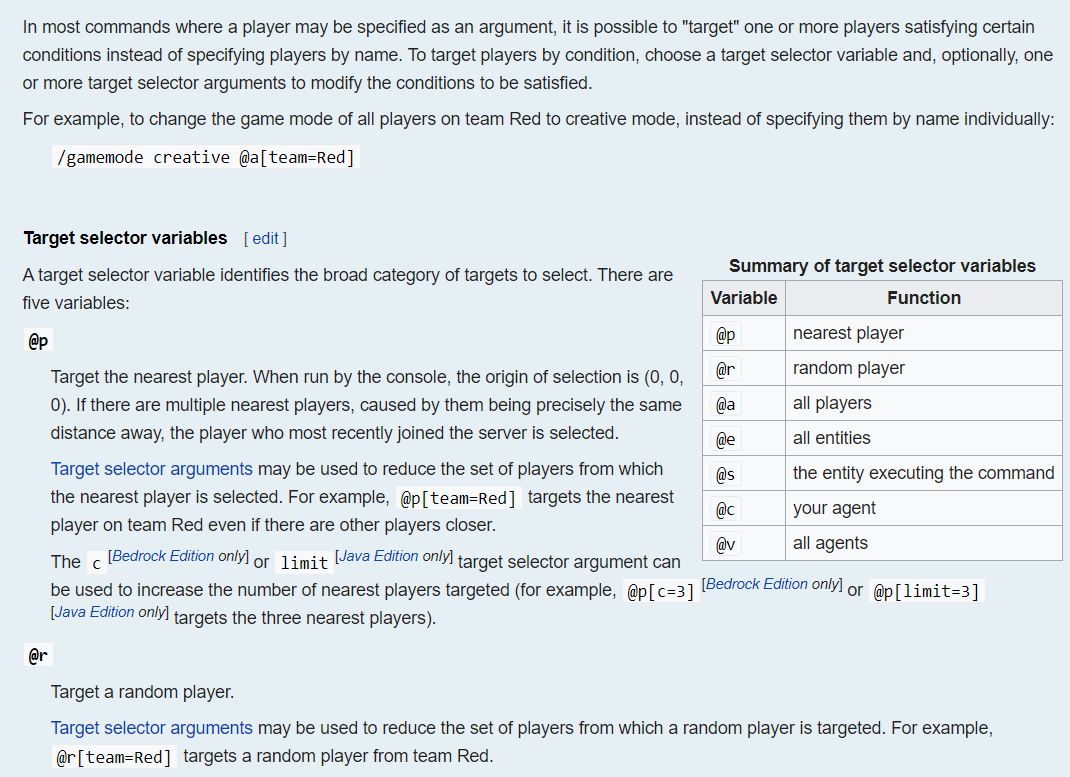 In most commands where a player may be specified as an argument, it is possible to "target" one or more players satisfying certain
conditions instead of specifying players by name. To target players by condition, choose a target selector variable and, optionally, one
or more target selector arguments to modify the conditions to be satisfied.
For example, to change the game mode of all players on team Red to creative mode, instead of specifying them by name individually:
/gamemode creative @a[team=Red]
Target selector variables [ edit ]
A target selector variable identifies the broad category of targets to select. There are
five variables:
@p
Target the nearest player. When run by the console, the origin of selection is (0, 0,
0). If there are multiple nearest players, caused by them being precisely the same
distance away, the player who most recently joined the server is selected.
Target selector arguments may be used to reduce the set of players from which
the nearest player is selected. For example, @p[team=Red] targets the nearest
player on team Red even if there are other players closer.
The c [Bedrock Edition only] or limit [Java Edition only] target selector argument can
be used to increase the number of nearest players targeted (for example, @p[c=3] [Bedrock Edition only] or @p[limit=3]
[Java Edition only] targets the three nearest players).
@r
Target a random player.
Target selector arguments may be used to reduce the set of players from which a random player is targeted. For example,
@r[team=Red] targets a random player from team Red.
Summary of target selector variables
Variable Function
@p nearest player
@r random player
@a all players
@e all entities
@s the entity executing the command
@c your agent
@v all agents